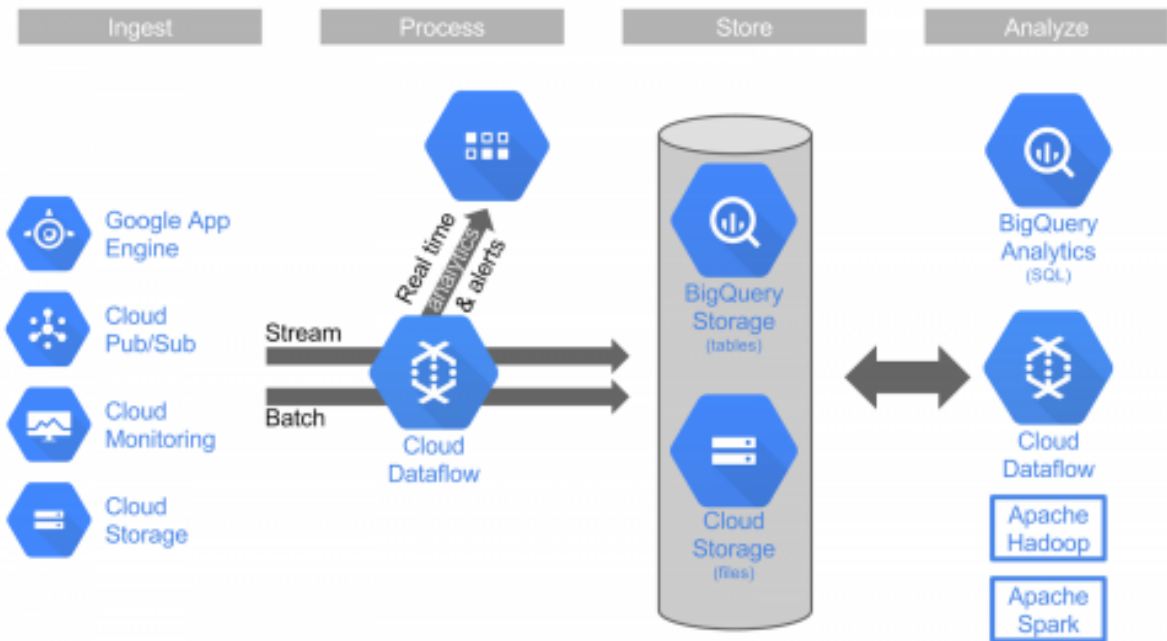 Ingest
Process
Store
Analyze
Google App
Engine
Cloud
Pub/Sub
Cloud
Monitoring
Cloud
Storage
Real time
analytics
& alerts
Stream
Batch
Cloud
Dataflow
BigQuery
Storage
(tables)
Cloud
Storage
(files)
BigQuery
Analytics
(SQL)
Cloud
Dataflow
Apache
Hadoop
Apache
Spark